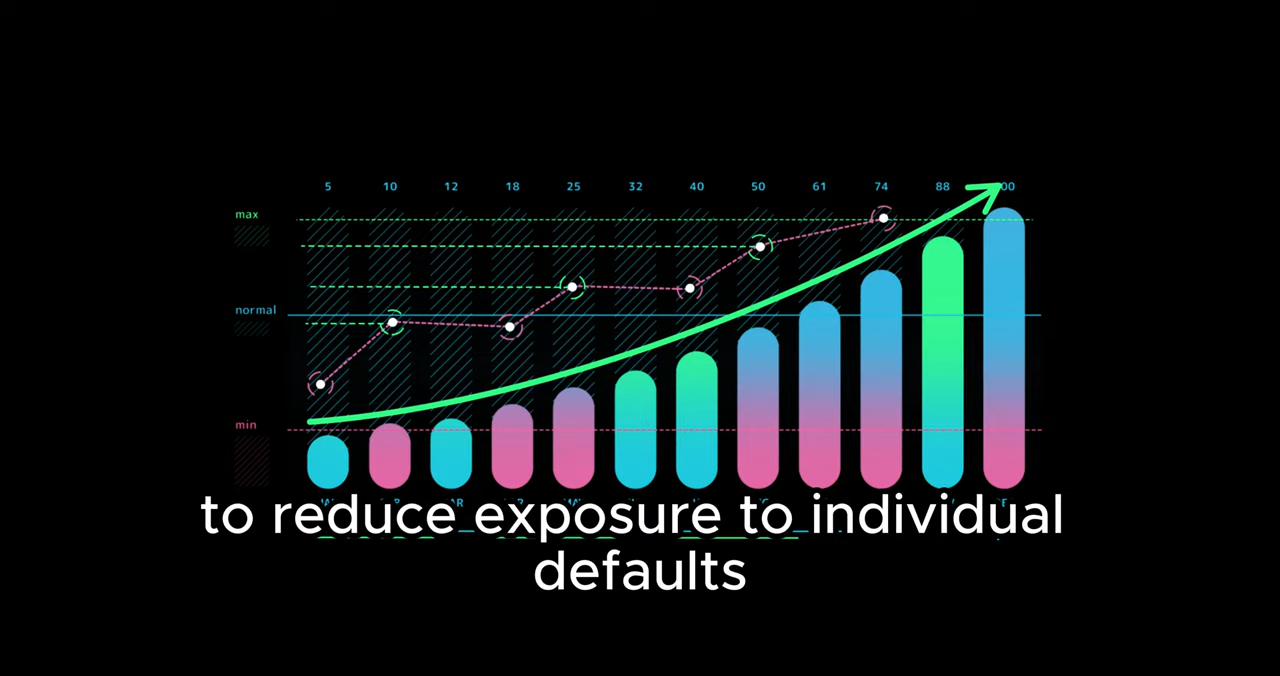 5 10 12 18 25 32 40 50 61 74 88
max
normal
min
to reduce exposure to individual
defaults